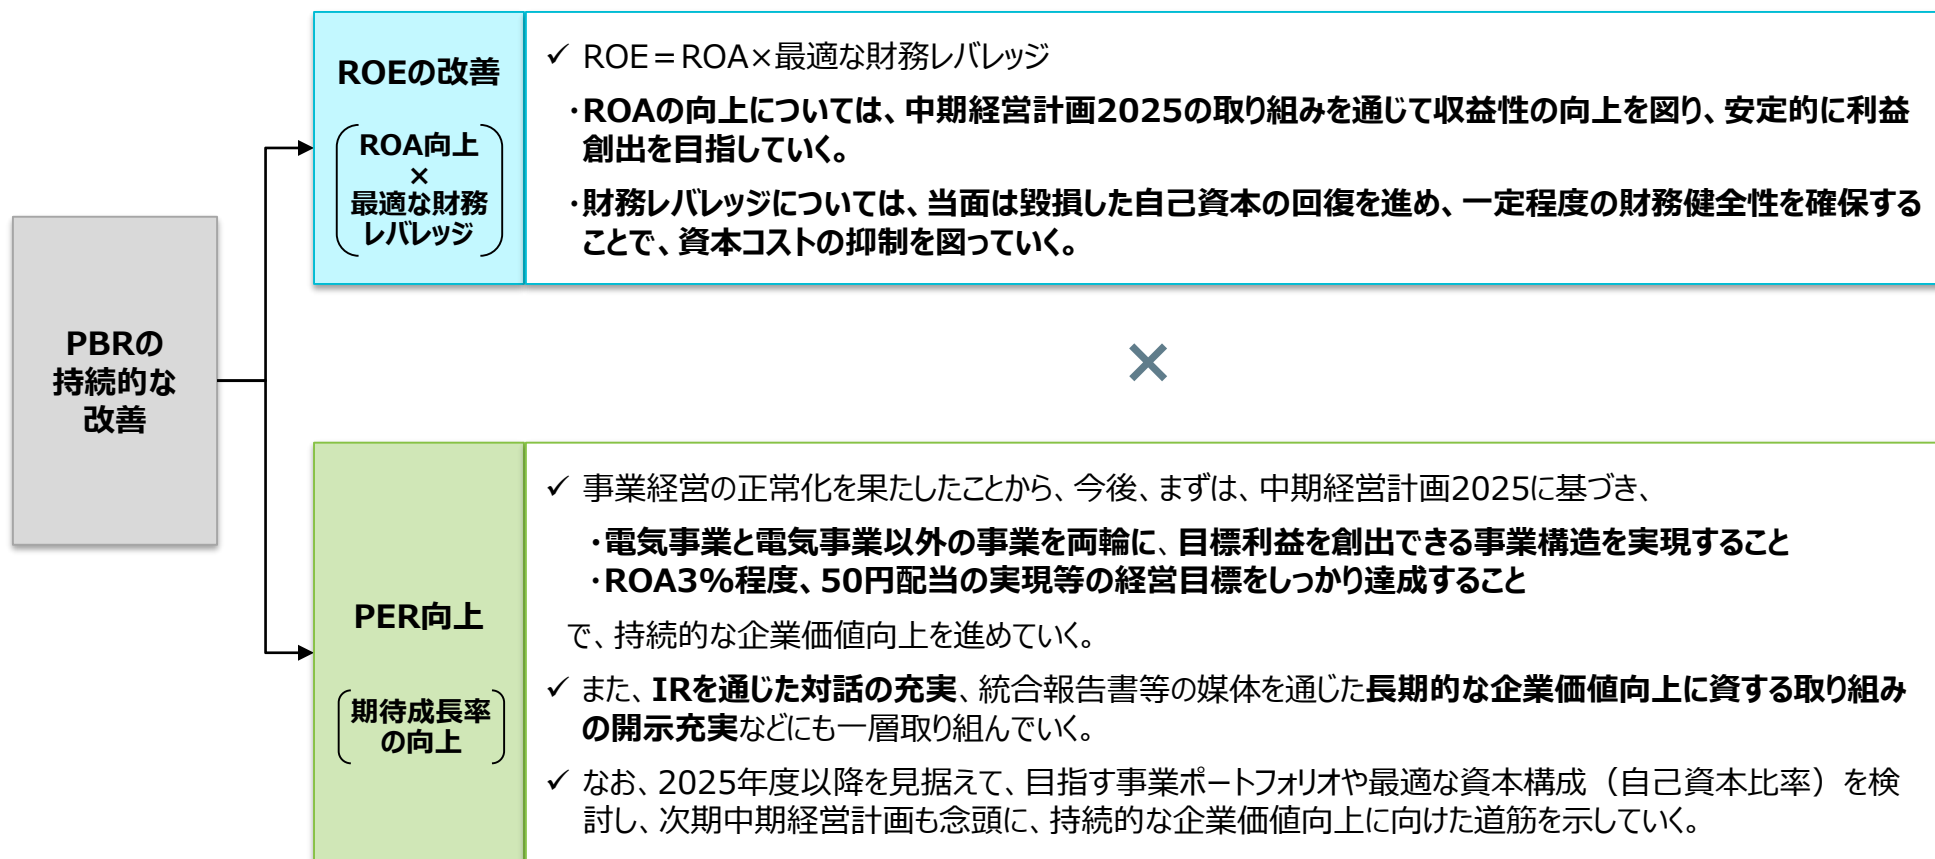 PBRの
持続的な
改善
ROEの改善
ROA向上
×
最適な財務
レバレッジ
✓ ROE=ROA×最適な財務レバレッジ
・ROAの向上については、中期経営計画2025の取り組みを通じて収益性の向上を図り、安定的に利益
創出を目指していく。
・財務レバレッジについては、当面は毀損した自己資本の回復を進め、一定程度の財務健全性を確保する
ことで、資本コストの抑制を図っていく。
×
PER向上
期待成長率
の向上
✓ 事業経営の正常化を果たしたことから、今後、まずは、中期経営計画2025に基づき、
・電気事業と電気事業以外の事業を両輪に、目標利益を創出できる事業構造を実現すること
・ROA3%程度、50円配当の実現等の経営目標をしっかり達成すること
で、持続的な企業価値向上を進めていく。
✓ また、IRを通じた対話の充実、統合報告書等の媒体を通じた長期的な企業価値向上に資する取り組み
の開示充実などにも一層取り組んでいく。
✓ なお、2025年度以降を見据えて、目指す事業ポートフォリオや最適な資本構成（自己資本比率）を検
討し、次期中期経営計画も念頭に、持続的な企業価値向上に向けた道筋を示していく。